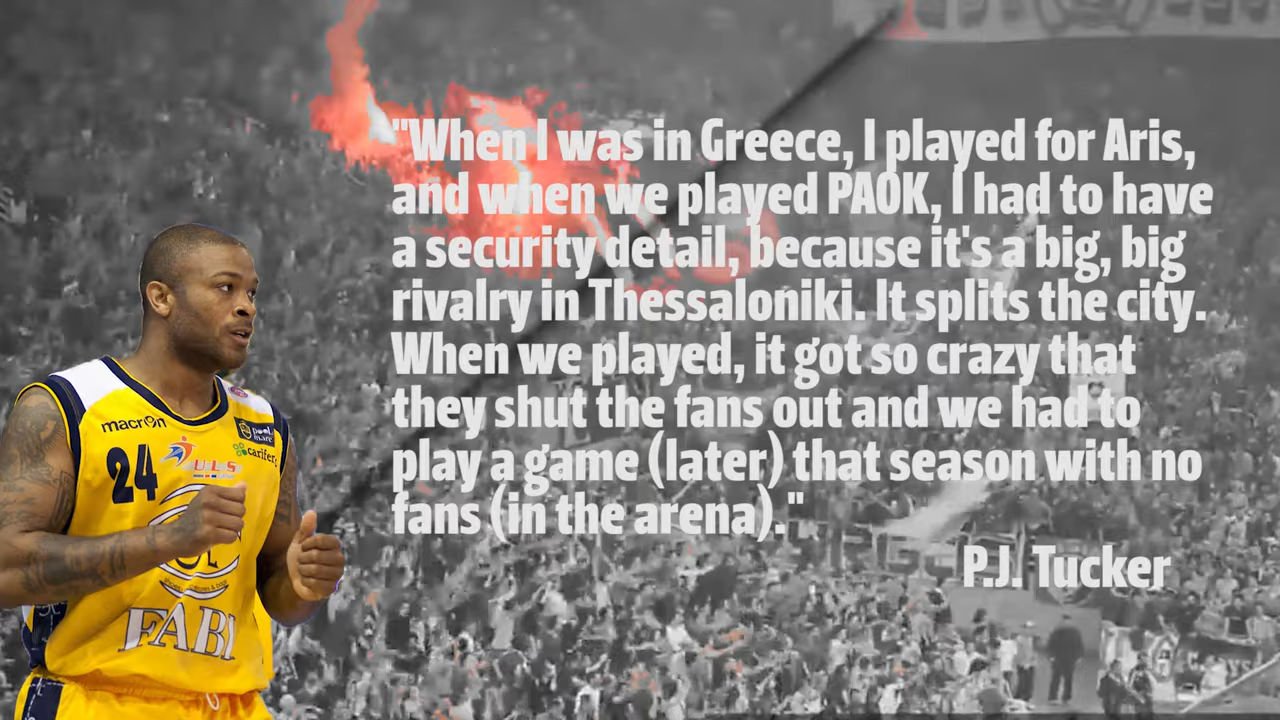 "When I was in Greece, I played for Aris,
and when we played PAOK, I had to have
a security detail, because it's a big, big
rivalry in Thessaloniki. It splits the city.
When we played, it got so crazy that
they shut the fans out and we had to
play a game (later) that season with no
fans (in the arena)."
P.J. Tucker
macron
24
carifer
FABI